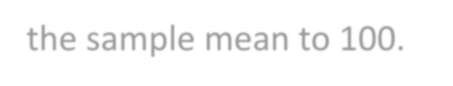 the sample mean to 100.